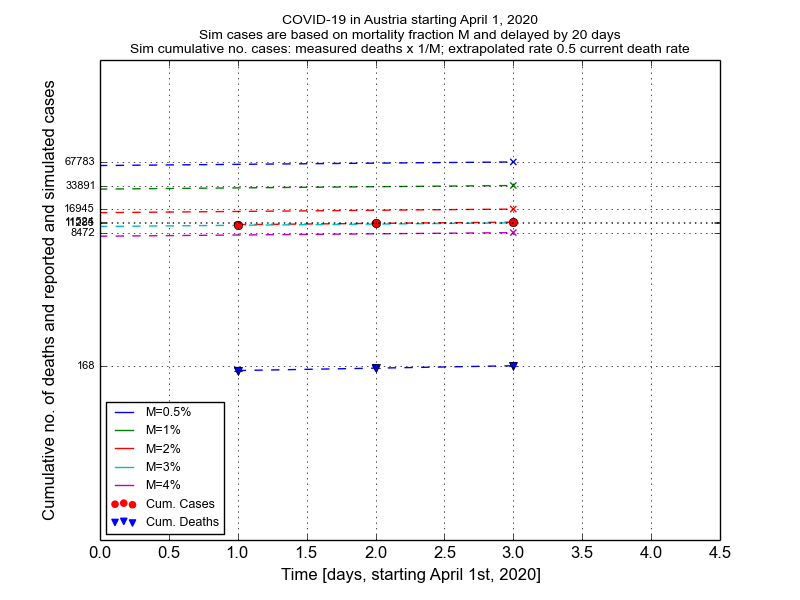 COVID-19 in Austria starting April 1, 2020
Sim cases are based on mortality fraction M and delayed by 20 days
Sim cumulative no. cases: measured deaths x 1/M; extrapolated rate 0.5 current death rate
Cumulative no. of deaths and reported and simulated cases
67783
33891
16945
8472
168
M=0.5%
M=1%
M=2%
M=3%
M=4%
Cum. Cases
Cum. Deaths
0.0 0.5 1.0 1.5 2.0 2.5 3.0 3.5 4.0 4.5
Time [days, starting April 1st, 2020]